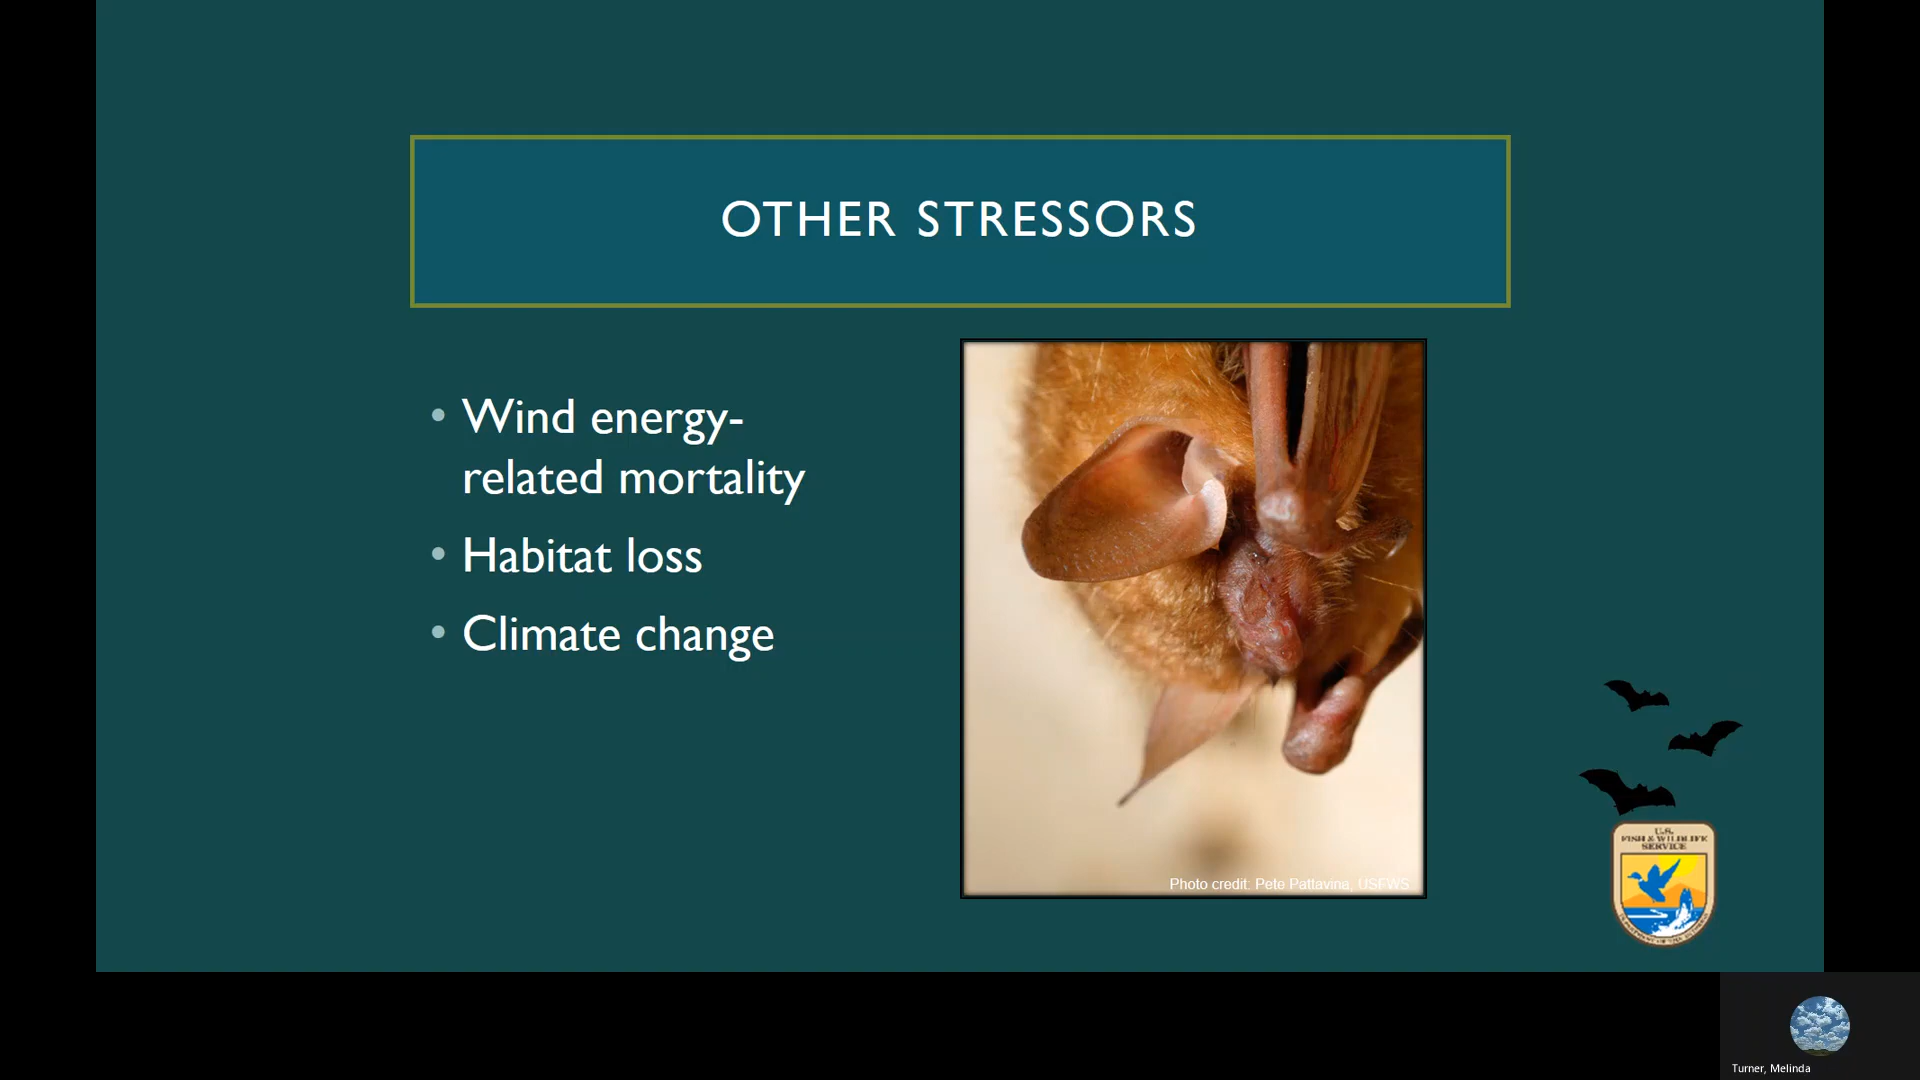 OTHER STRESSORS
• Wind energy-
related mortality
• Habitat loss
• Climate change
Photo credit: Pete Pattavina, USFWS
U.S.
FISH & WILDLIFE
SERVICE
Turner, Melinda